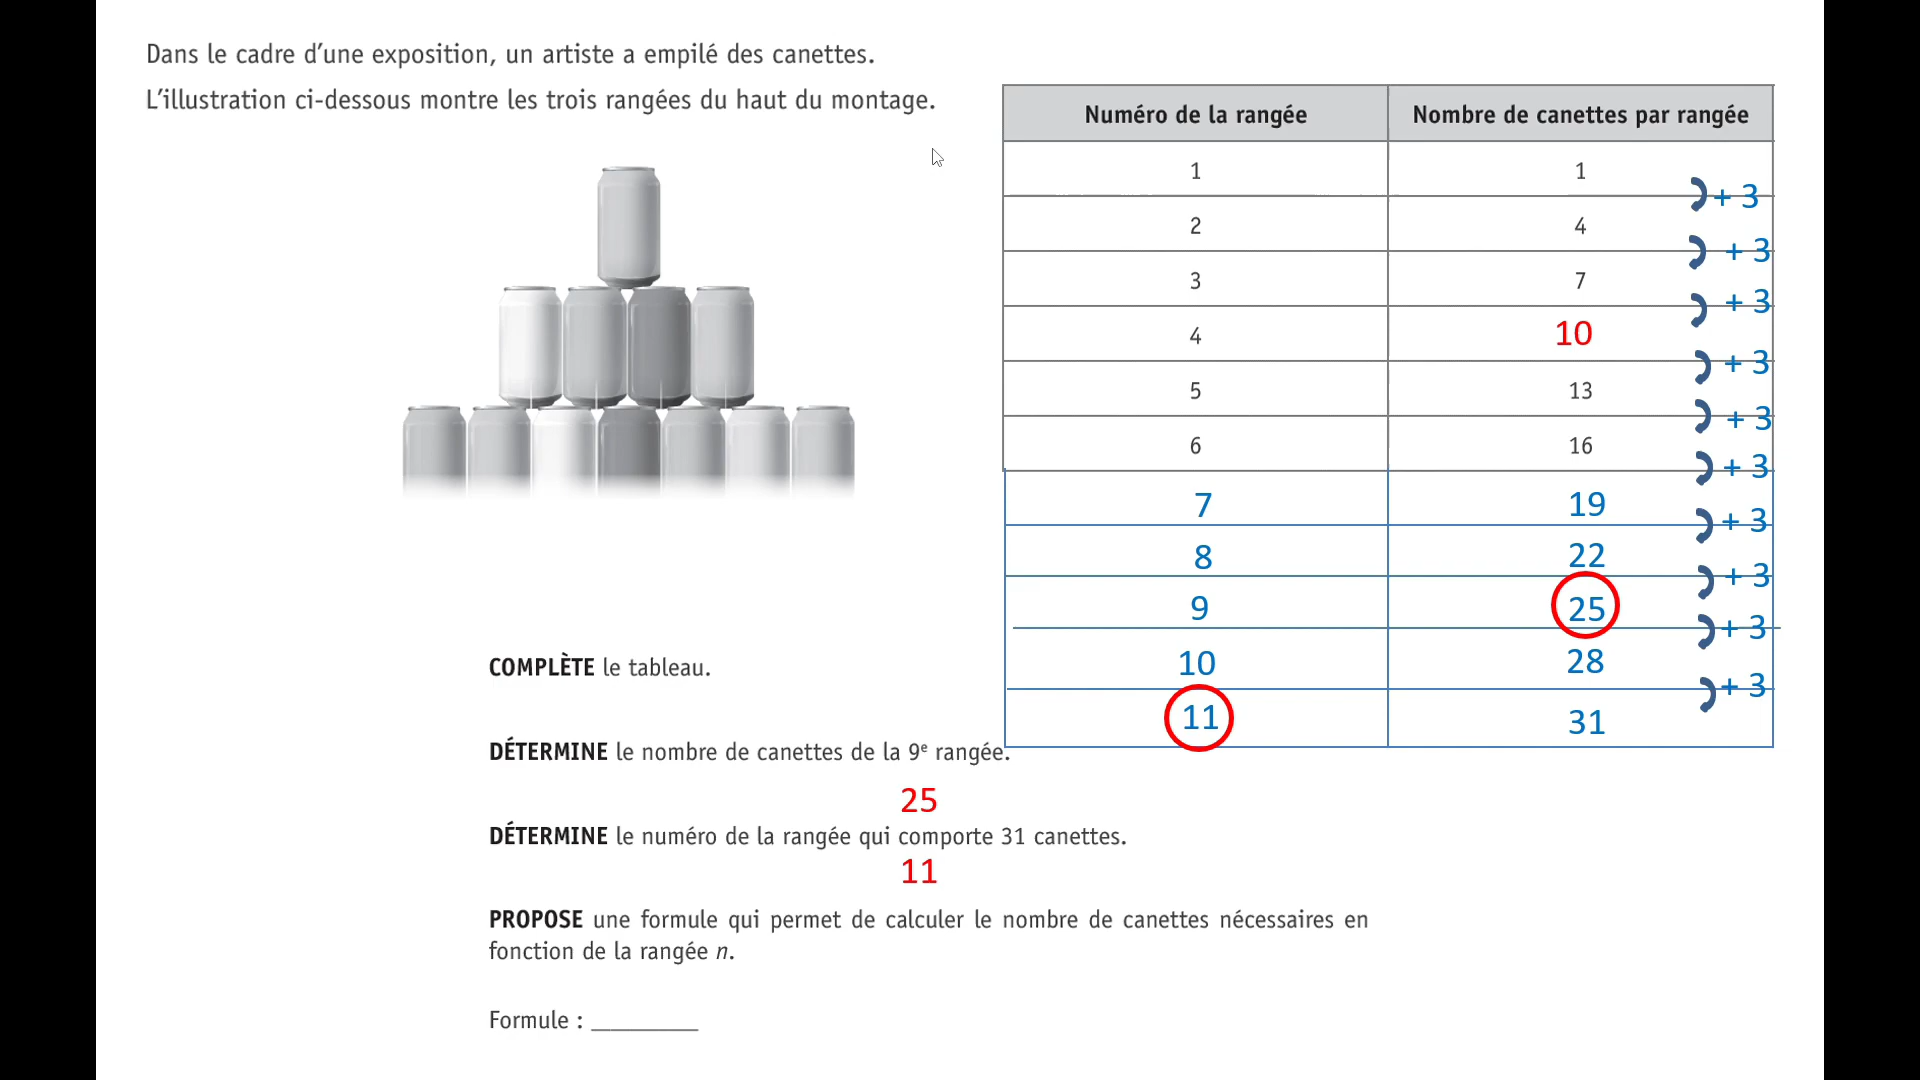 Dans le cadre d'une exposition, un artiste a empilé des canettes.
L'illustration ci-dessous montre les trois rangées du haut du montage.
Numéro de la rangée Nombre de canettes par rangée
1 1
+ 3
2 4
+ 3
3 7
+ 3
4 10
+ 3
5 13
+ 3
6 16
+ 3
7 19
+ 3
8 22
+ 3
9 25
+ 3
10 28
+ 3
11 31
COMPLÈTE le tableau.
DÉTERMINE le nombre de canettes de la 9e rangée.
25
DÉTERMINE le numéro de la rangée qui comporte 31 canettes.
11
PROPOSE une formule qui permet de calculer le nombre de canettes nécessaires en
fonction de la rangée n.
Formule : _________